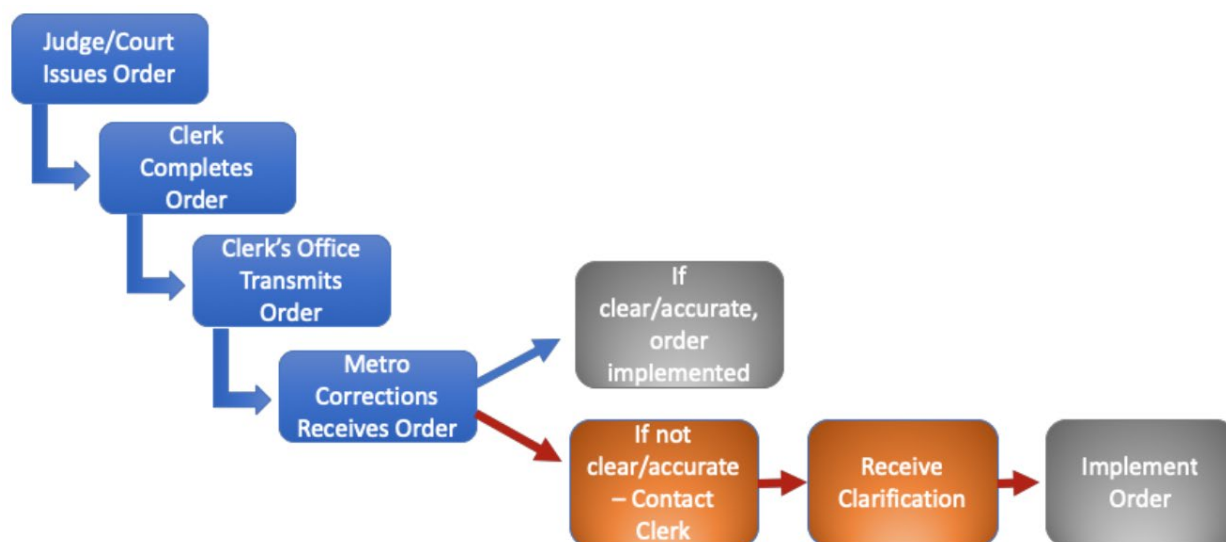 Judge/Court
Issues Order
Clerk
Completes
Order
Clerk's Office
Transmits
Order
Metro
Corrections
Receives Order
If
clear/accurate,
order
implemented
If not
clear/accurate
– Contact
Clerk
Receive
Clarification
Implement
Order